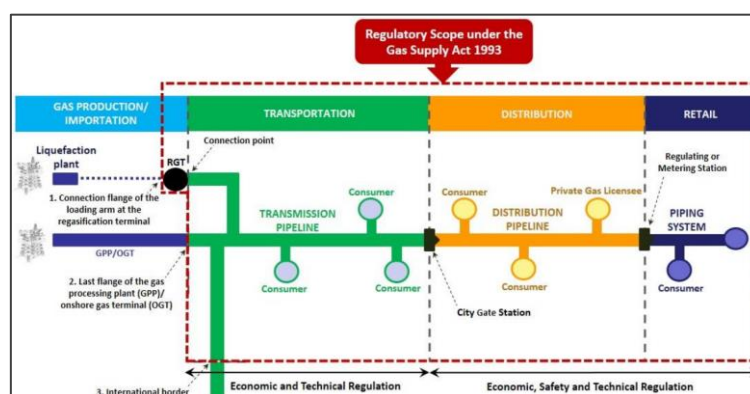 Regulatory Scope under the
Gas Supply Act 1993
GAS PRODUCTION/
IMPORTATION
TRANSPORTATION
DISTRIBUTION
RETAIL
Liquefaction
plant
RGT
Connection point
Regulating or
Metering Station
1. Connection flange of the
loading arm at the
regasification terminal
Consumer
Consumer
Private Gas Licensee
TRANSMISSION
PIPELINE
DISTRIBUTION
PIPELINE
PIPING
SYSTEM
GPP/OGT
2. Last flange of the gas
processing plant (GPP)/
onshore gas terminal (OGT)
Consumer
Consumer
Consumer
Consumer
City Gate Station
3. International border
Economic and Technical Regulation
Economic, Safety and Technical Regulation